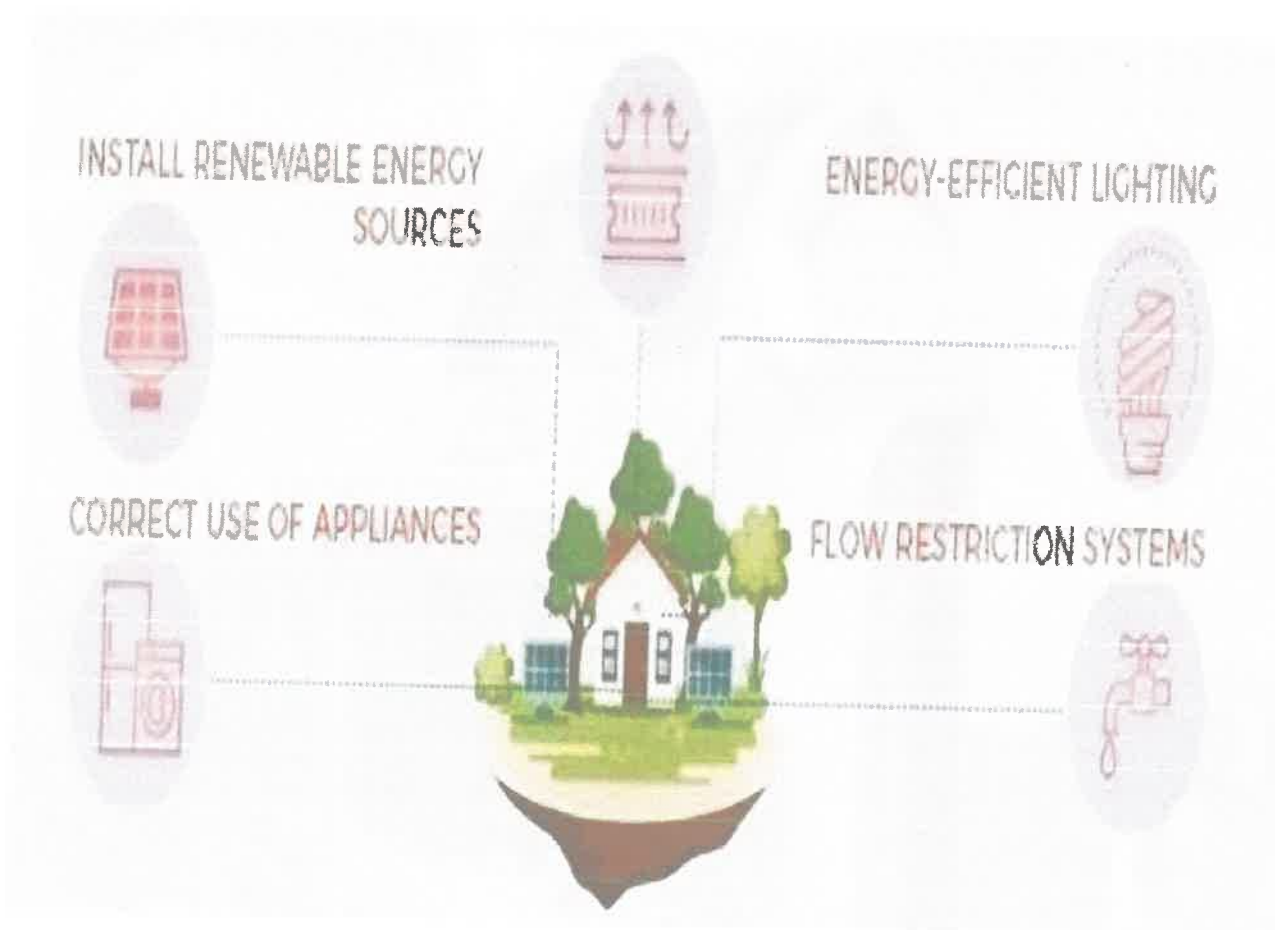 INSTALL RENEWABLE ENERGY
SOURCES
ENERGY-EFFICIENT LIGHTING
CORRECT USE OF APPLIANCES
FLOW RESTRICTION SYSTEMS